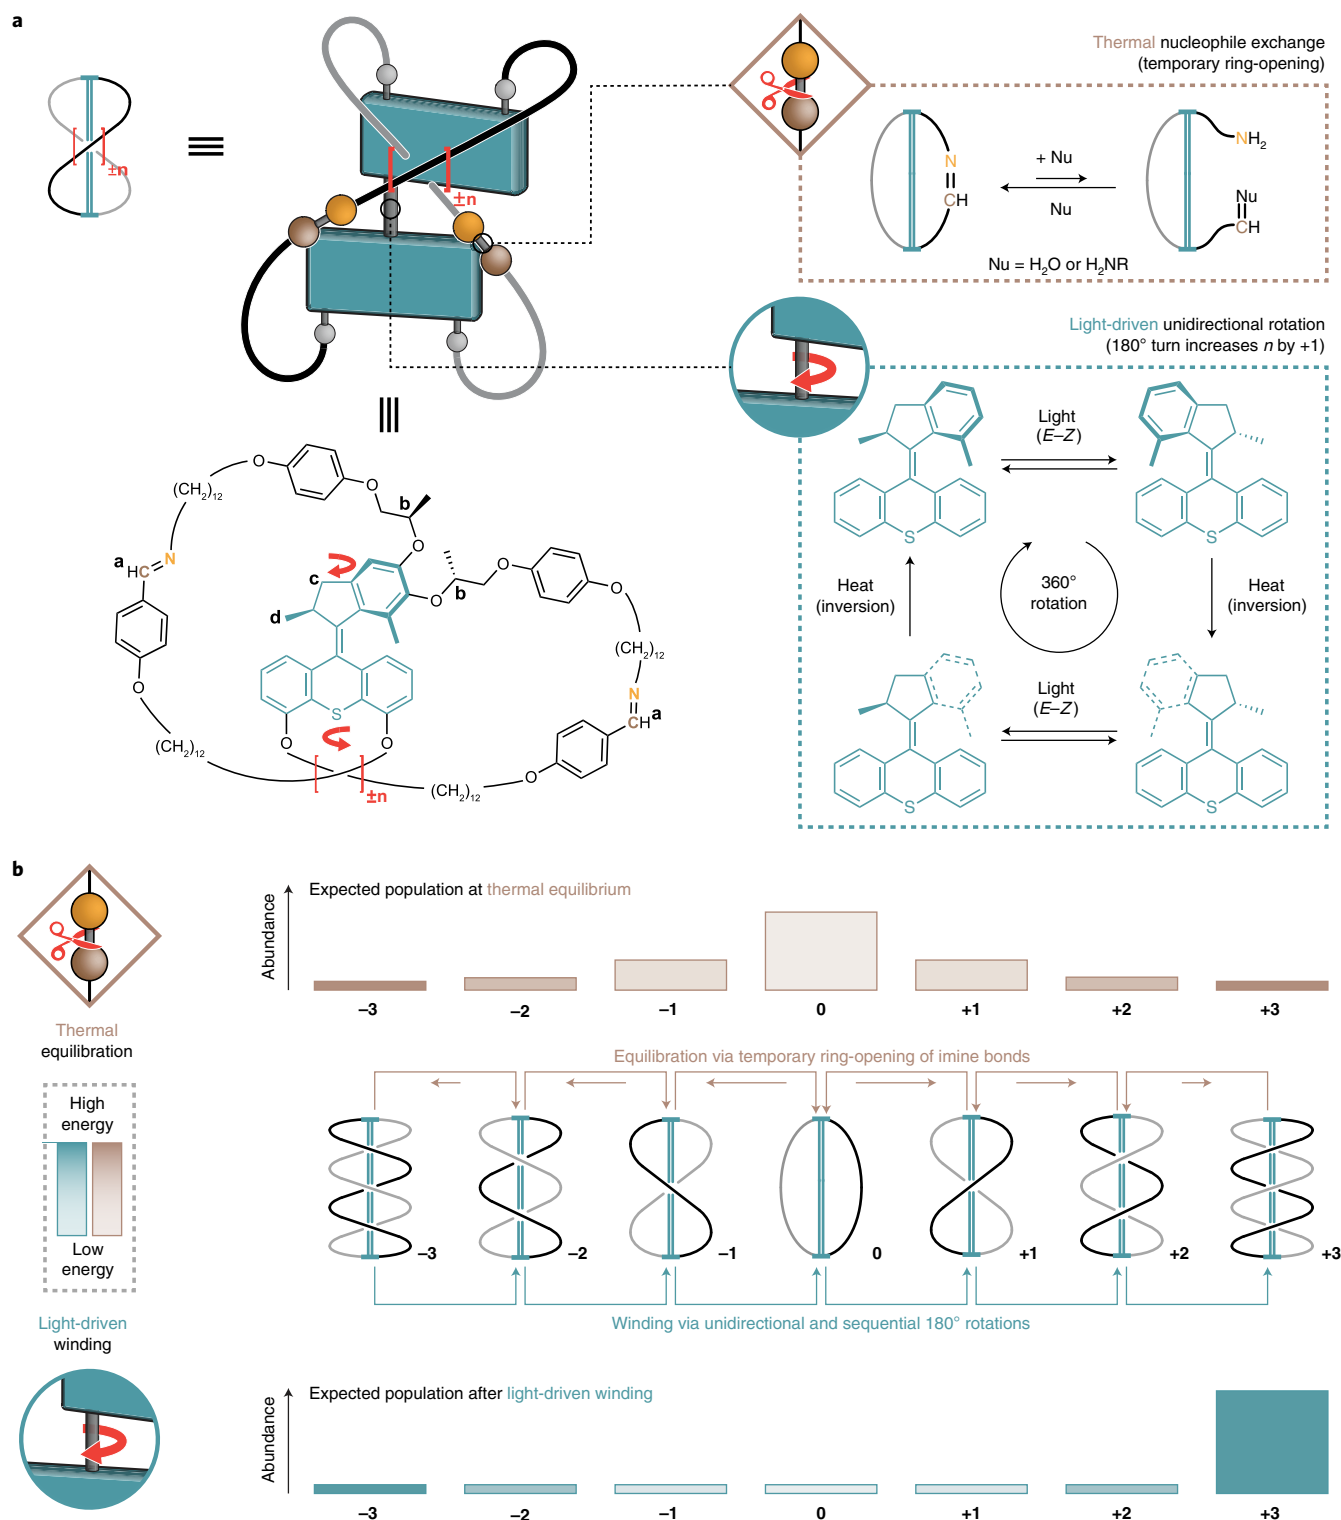 a
±n
±n
Thermal nucleophile exchange
(temporary ring-opening)
N
CH
+ Nu
Nu
NH2
Nu
CH
Nu = H2O or H2NR
Light-driven unidirectional rotation
(180° turn increases n by +1)
Light
(E–Z)
S
S
Heat
(inversion)
360°
rotation
Heat
(inversion)
Light
(E–Z)
S
S
O
(CH2)12
O
b
O
a
HC
N
c
O
b
O
O
d
(CH2)12
O
S
N
CH
a
O
O
(CH2)12
O
±n
(CH2)12
b
Expected population at thermal equilibrium
Abundance
–3
–2
–1
0
+1
+2
+3
Thermal
equilibration
Equilibration via temporary ring-opening of imine bonds
High
energy
Low
energy
–3
–2
–1
0
+1
+2
+3
Light-driven
winding
Winding via unidirectional and sequential 180° rotations
Expected population after light-driven winding
Abundance
–3
–2
–1
0
+1
+2
+3